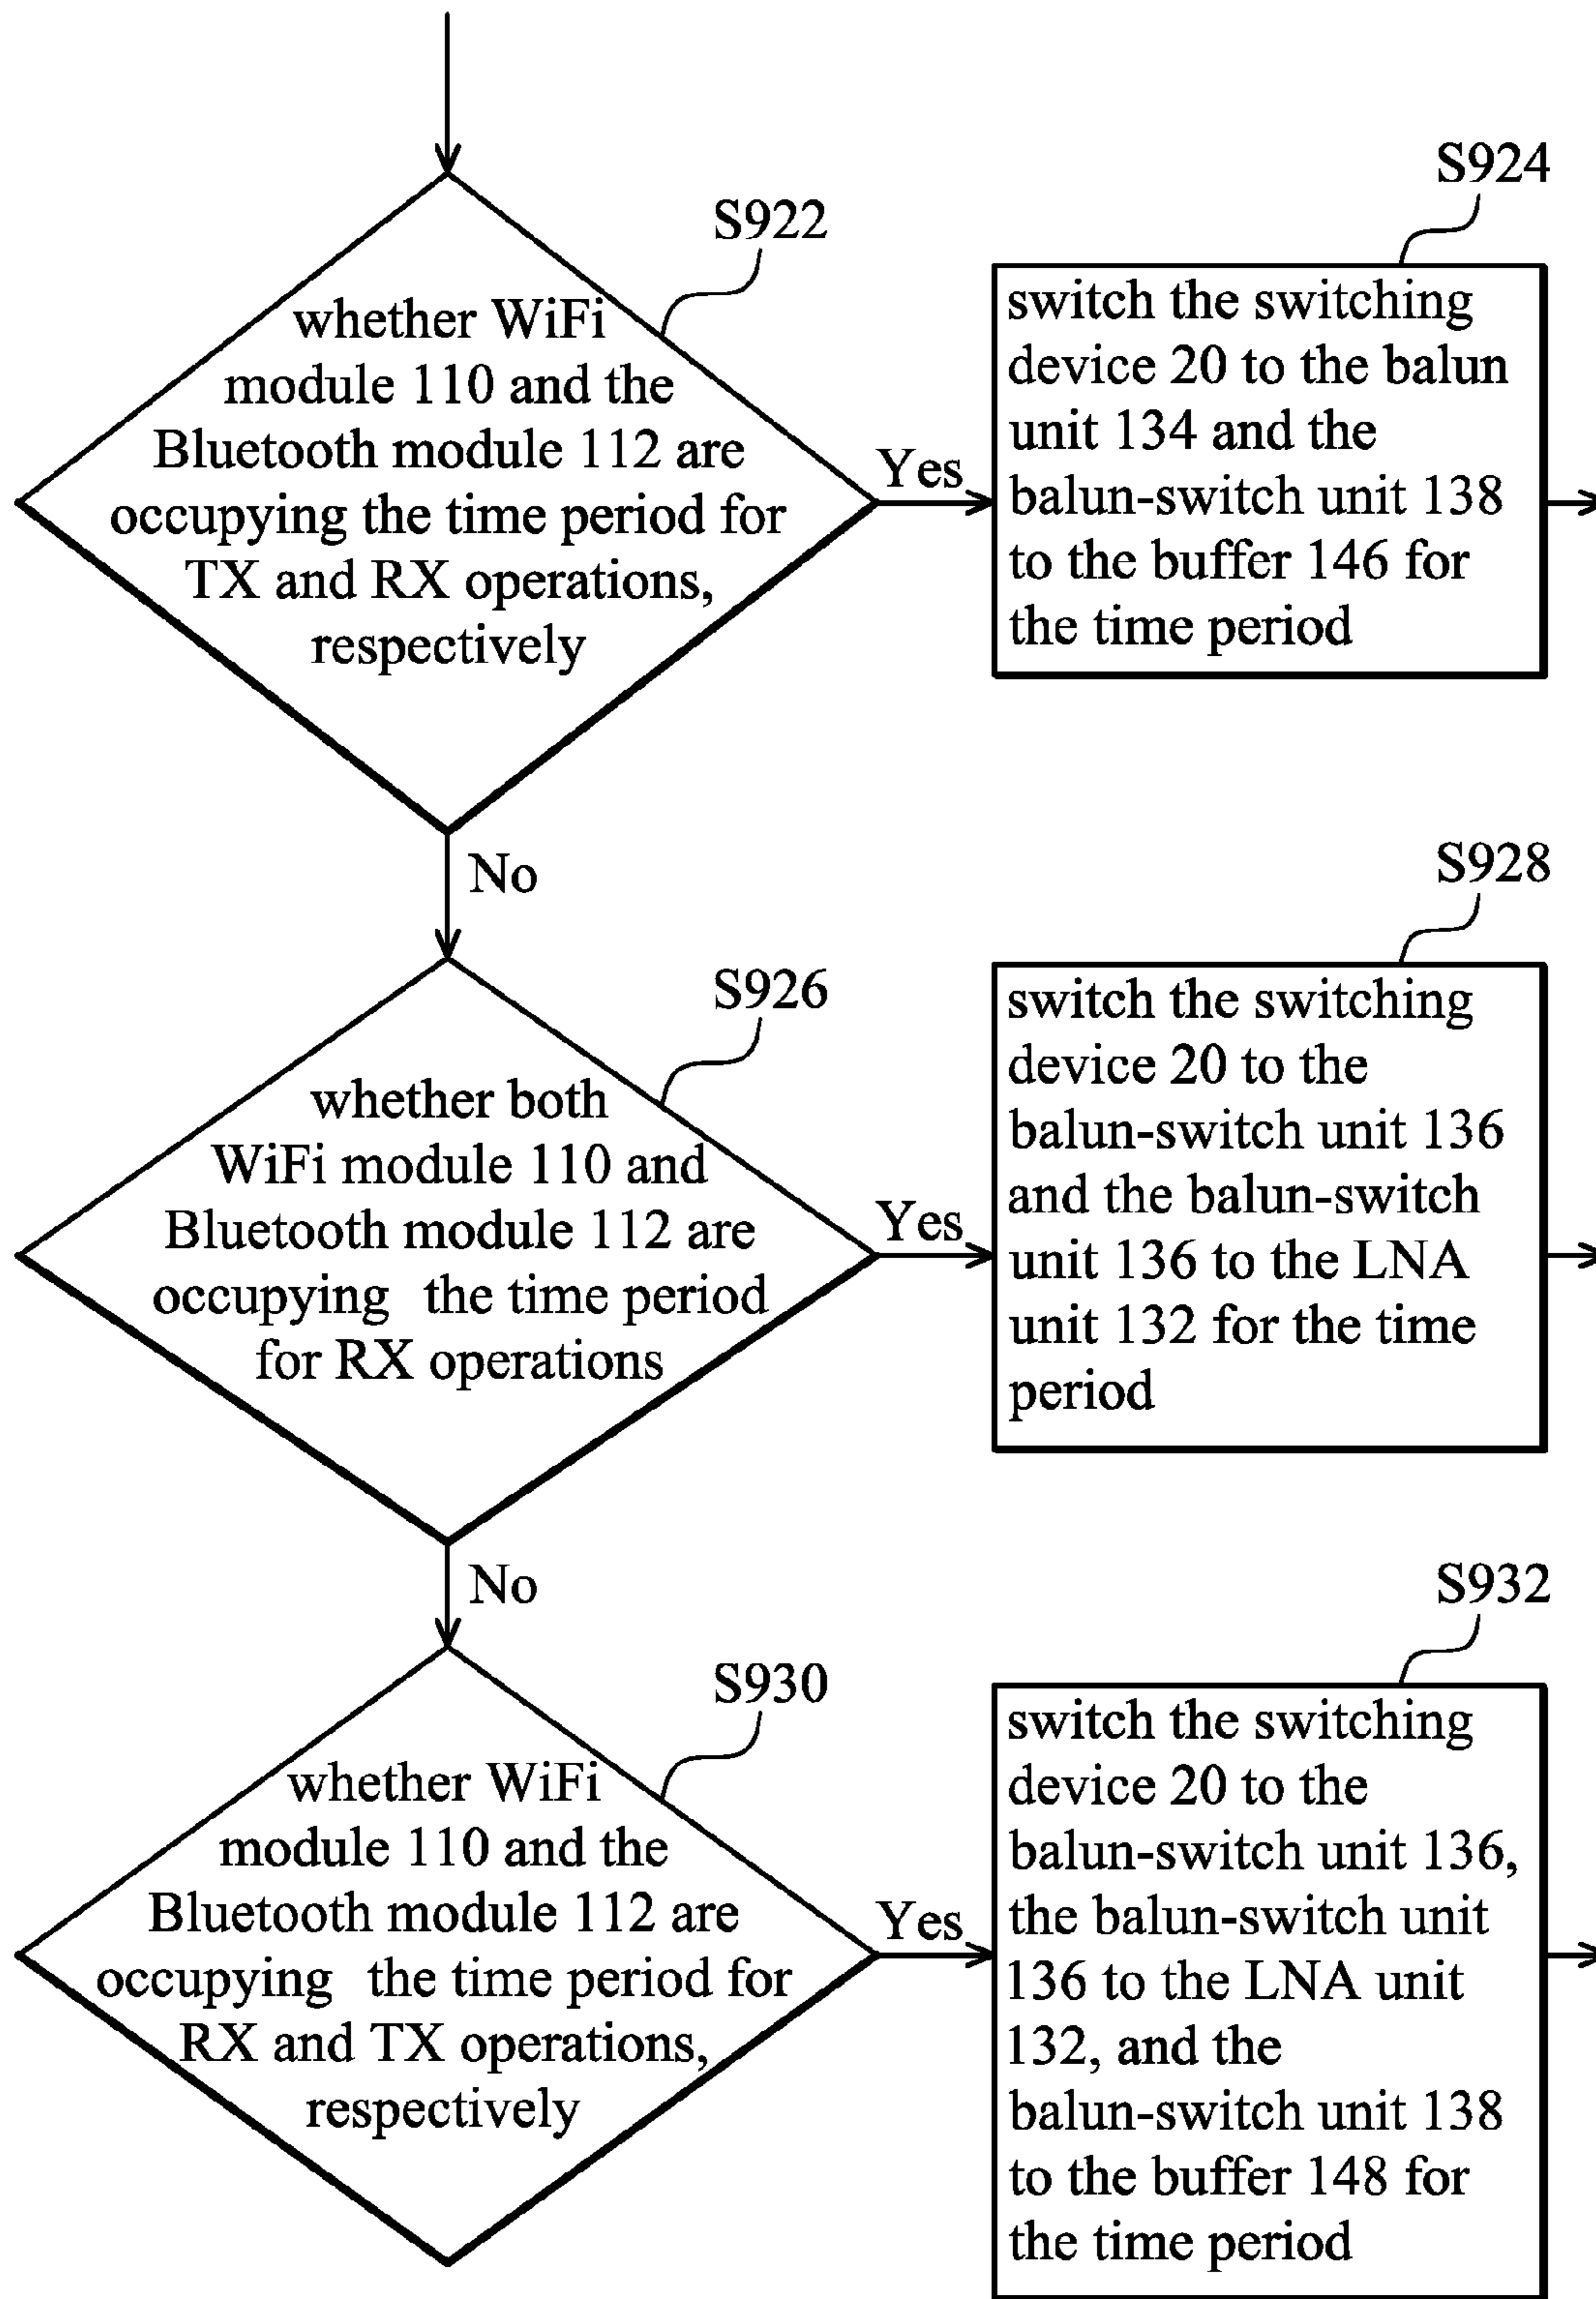 S922
whether WiFi
module 110 and the
Bluetooth module 112 are
occupying the time period for
TX and RX operations,
respectively
Yes
S924
switch the switching
device 20 to the balun
unit 134 and the
balun-switch unit 138
to the buffer 146 for
the time period
No
S926
whether both
WiFi module 110 and
Bluetooth module 112 are
occupying the time period
for RX operations
Yes
S928
switch the switching
device 20 to the
balun-switch unit 136
and the balun-switch
unit 136 to the LNA
unit 132 for the time
period
No
S930
whether WiFi
module 110 and the
Bluetooth module 112 are
occupying the time period for
RX and TX operations,
respectively
Yes
S932
switch the switching
device 20 to the
balun-switch unit 136,
the balun-switch unit
136 to the LNA unit
132, and the
balun-switch unit 138
to the buffer 148 for
the time period